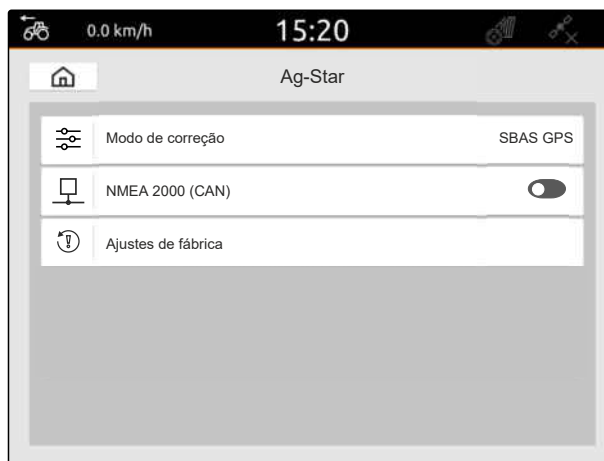 0.0 km/h
15:20
Ag-Star
Modo de correção
SBAS GPS
NMEA 2000 (CAN)
Ajustes de fábrica